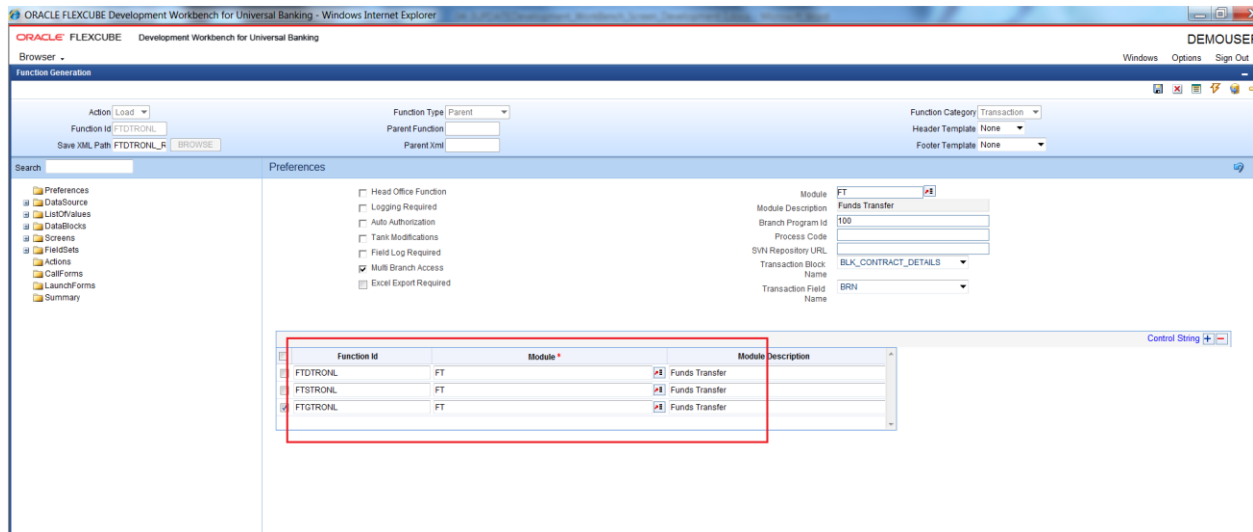 ORACLE FLEXCUBE Development Workbench for Universal Banking - Windows Internet Explorer
ORACLE FLEXCUBE Development Workbench for Universal Banking DEMOUSER
Browser Windows Options Sign Out
Function Generation
Action Load Function Type Parent Function Category Transaction
Function Id FTDTRONL Parent Function Header Template None
Save XML Path FTDTRONL_R BROWSE Parent Xml Footer Template None
Search Preferences
Preferences
DataSource
ListOfValues
DataBlocks
Screens
FieldSets
Actions
CallForms
LaunchForms
Summary
Head Office Function
Logging Required
Auto Authorization
Tank Modifications
Field Log Required
Multi Branch Access
Excel Export Required
Module FT
Module Description Funds Transfer
Branch Program Id 100
Process Code
SVN Repository URL
Transaction Block BLK_CONTRACT_DETAILS
Name
Transaction Field BRN
Name
Control String + -
Function Id Module * Module Description
FTDTRONL FT Funds Transfer
FTSTRONL FT Funds Transfer
FTGTRONL FT Funds Transfer